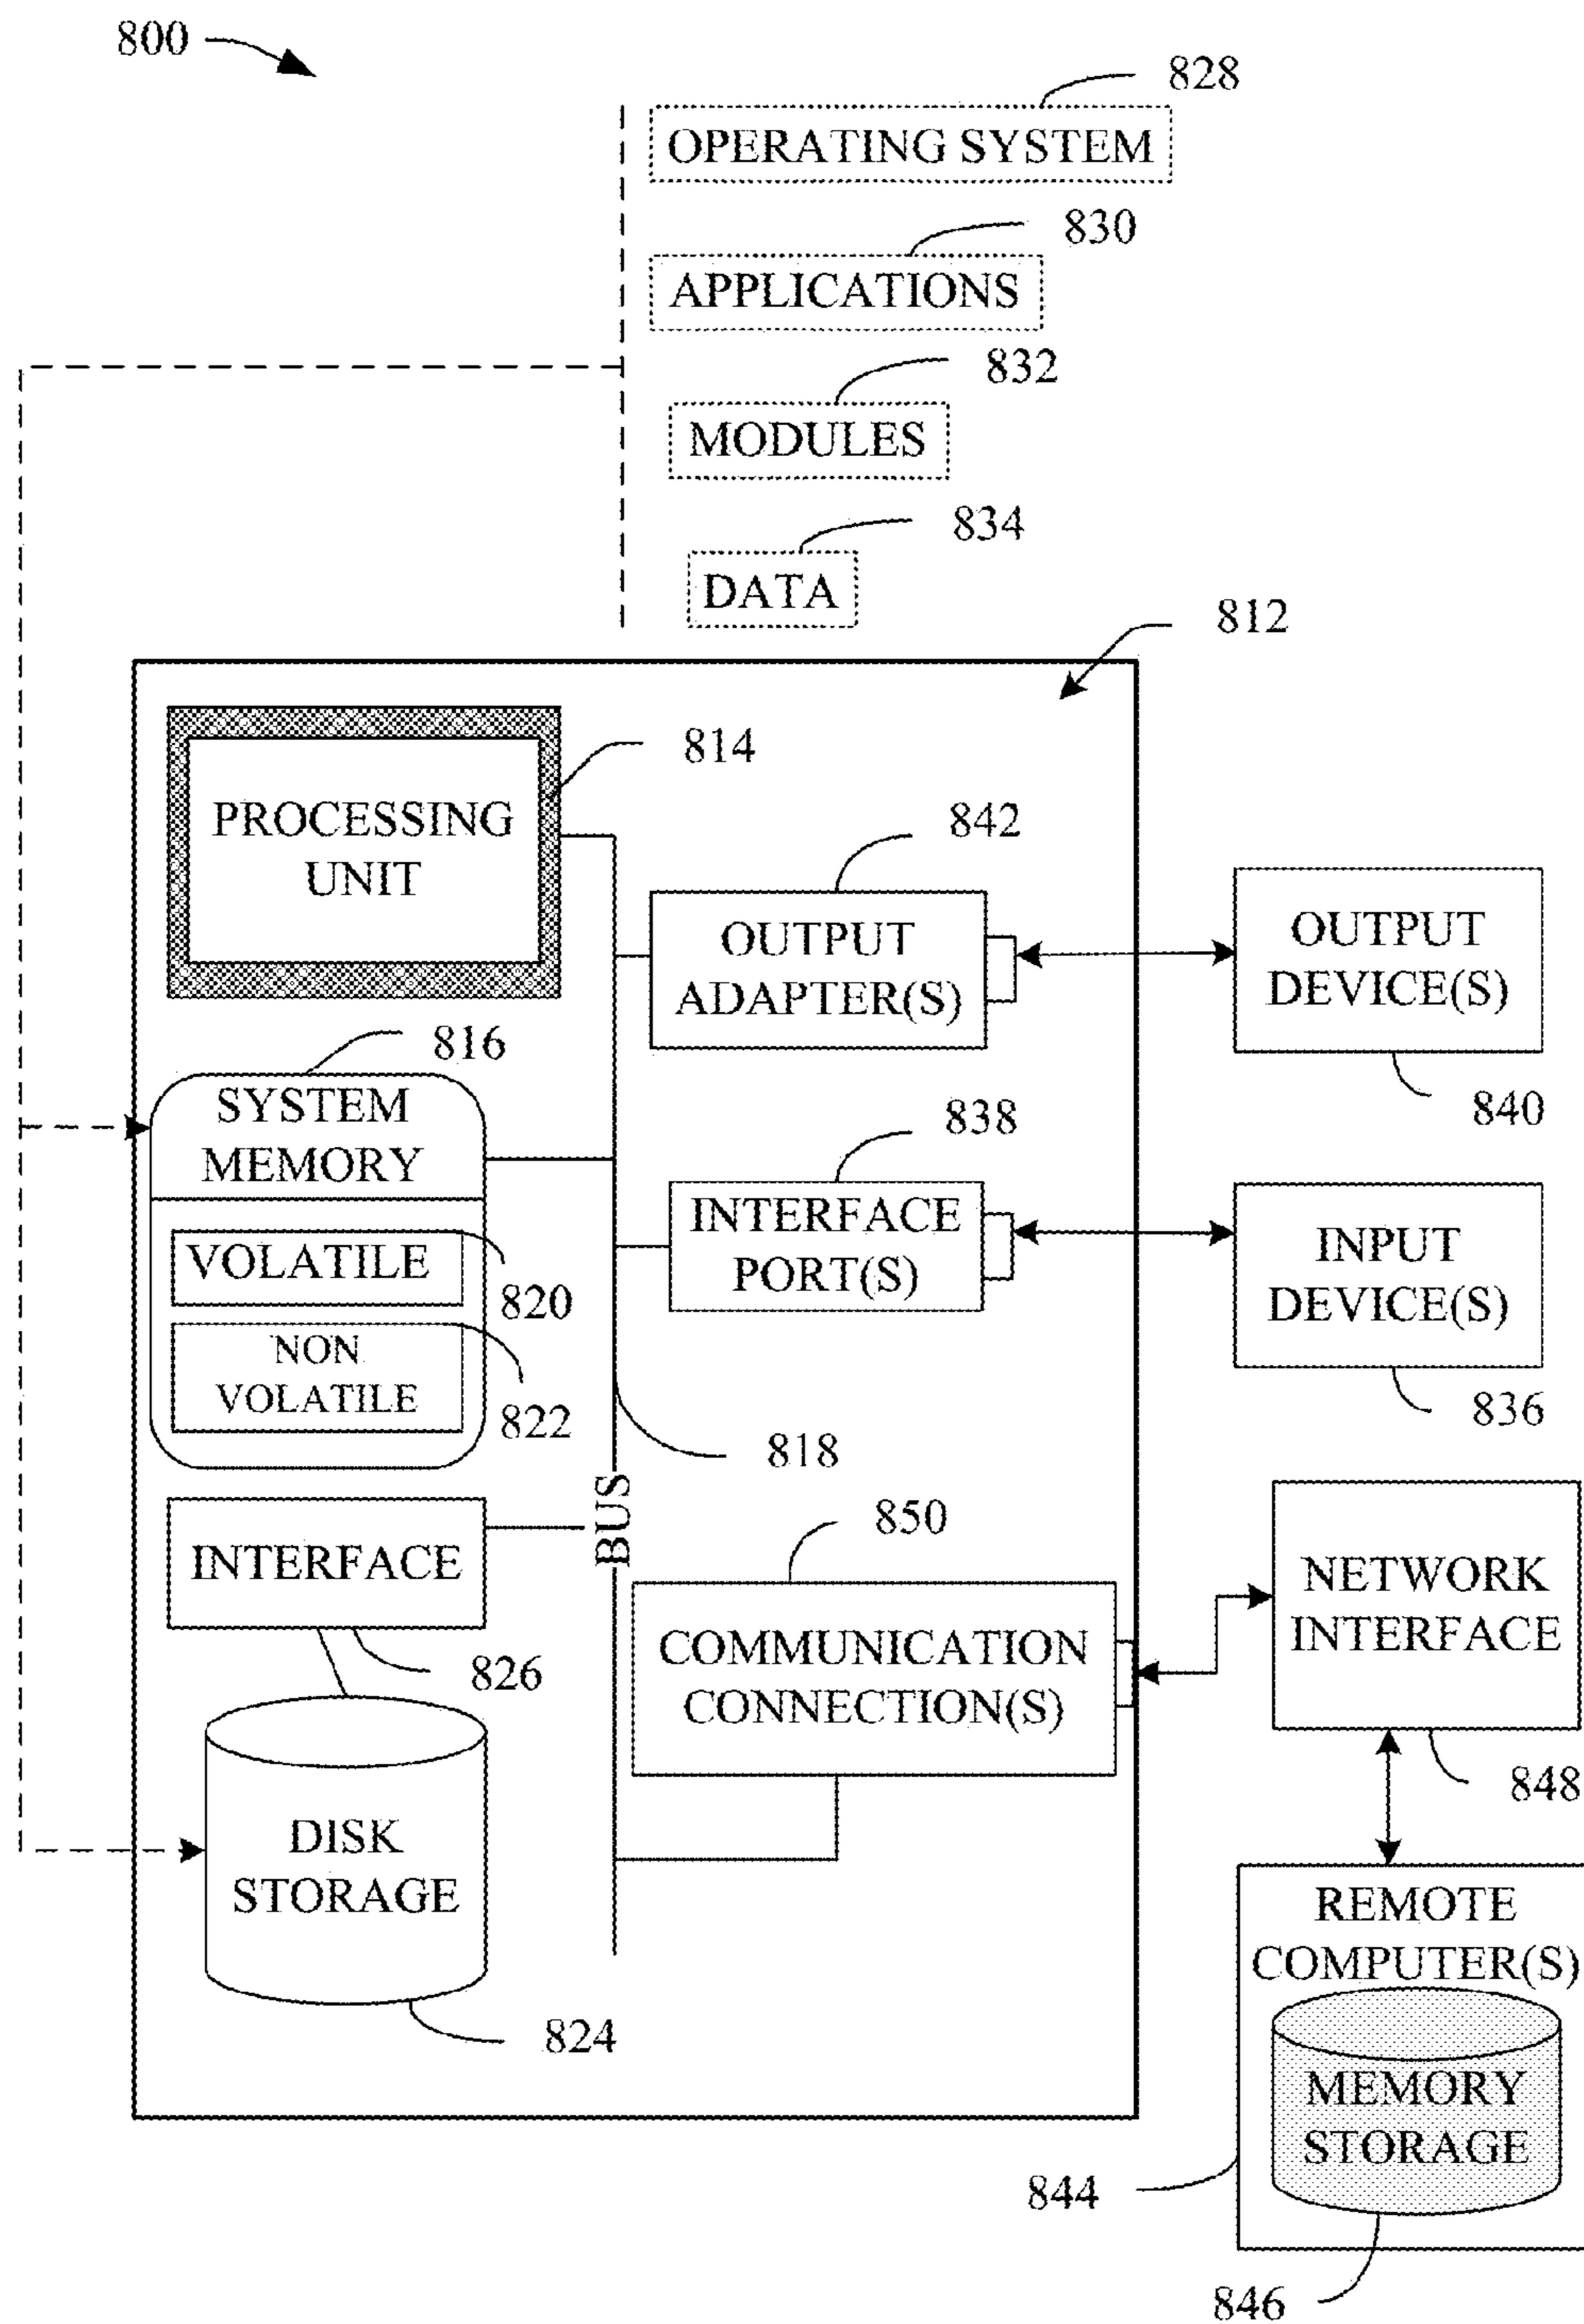 800
828
OPERATING SYSTEM
830
APPLICATIONS
832
MODULES
834
DATA
812
814
PROCESSING
UNIT
842
OUTPUT
ADAPTER(S)
OUTPUT
DEVICE(S)
840
816
SYSTEM
MEMORY
VOLATILE
820
NON
VOLATILE
822
838
INTERFACE
PORT(S)
INPUT
DEVICE(S)
836
818
BUS
INTERFACE
826
850
COMMUNICATION
CONNECTION(S)
NETWORK
INTERFACE
848
DISK
STORAGE
824
REMOTE
COMPUTER(S)
MEMORY
STORAGE
844
846